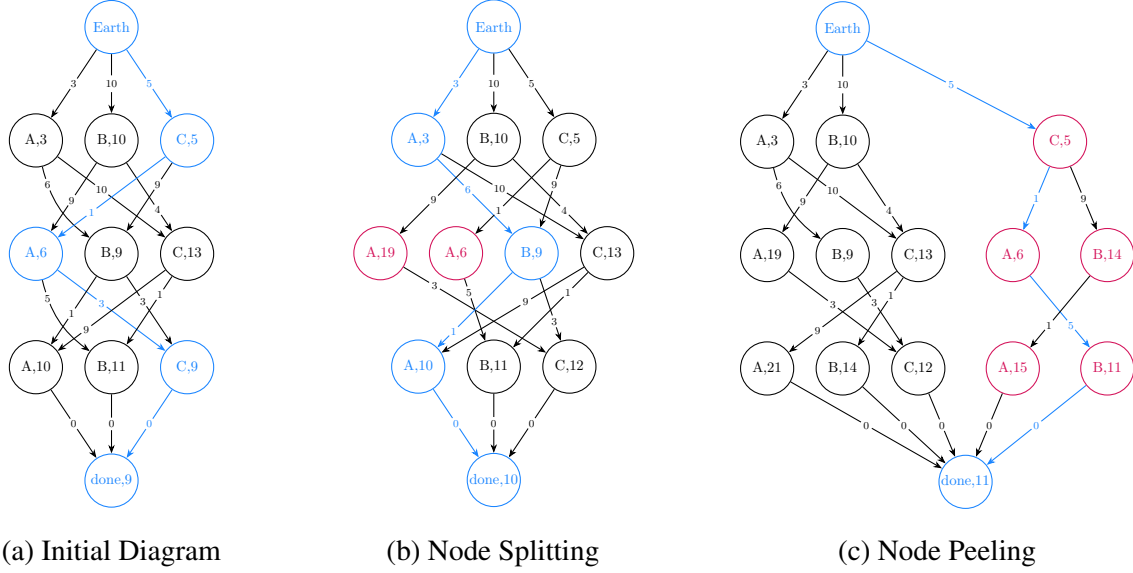 Earth
3
10
5
A,3
B,10
C,5
6
10
9
9
4
1
A,6
B,9
C,13
5
3
1
3
1
9
A,10
B,11
C,9
0
0
0
done,9
(a) Initial Diagram
Earth
3
10
5
A,3
B,10
C,5
6
10
9
1
9
4
A,19
A,6
B,9
C,13
3
5
1
3
9
1
A,10
B,11
C,12
0
0
0
done,10
(b) Node Splitting
Earth
3
10
5
A,3
B,10
C,5
6
10
9
4
1
9
A,19
B,9
C,13
A,6
B,14
3
3
9
1
1
5
A,21
B,14
C,12
A,15
B,11
0
0
0
0
0
done,11
(c) Node Peeling